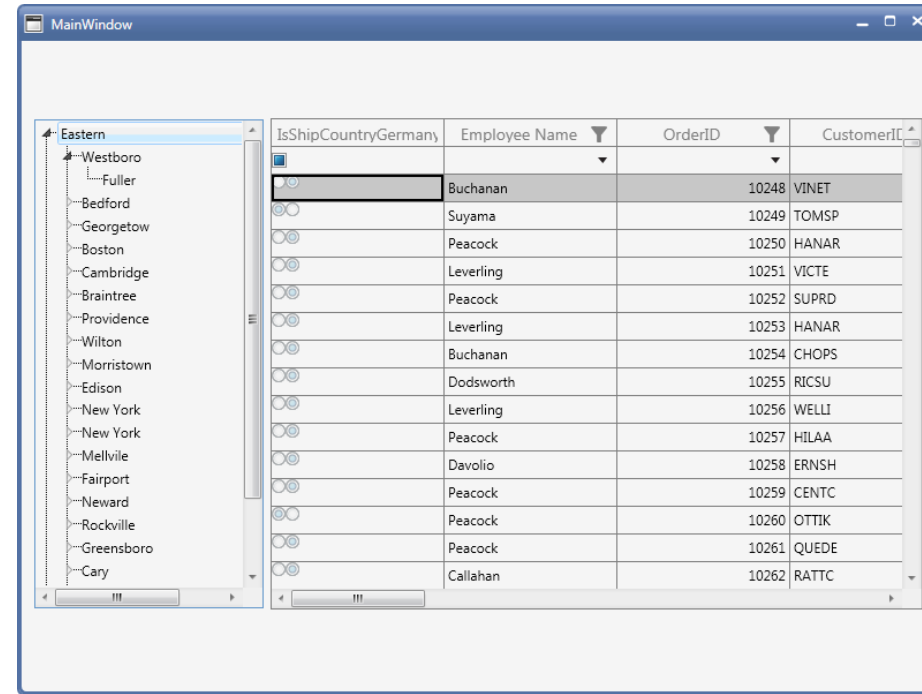 MainWindow
Eastern
Westboro
Fuller
Bedford
Georgetow
Boston
Cambridge
Braintree
Providence
Wilton
Morristown
Edison
New York
New York
Mellvile
Fairport
Neward
Rockville
Greensboro
Cary
IsShipCountryGermany Employee Name OrderID CustomerID
Buchanan 10248 VINET
Suyama 10249 TOMSP
Peacock 10250 HANAR
Leverling 10251 VICTE
Peacock 10252 SUPRD
Leverling 10253 HANAR
Buchanan 10254 CHOPS
Dodsworth 10255 RICSU
Leverling 10256 WELLI
Peacock 10257 HILAA
Davolio 10258 ERNSH
Peacock 10259 CENTC
Peacock 10260 OTTIK
Peacock 10261 QUEDE
Callahan 10262 RATTC